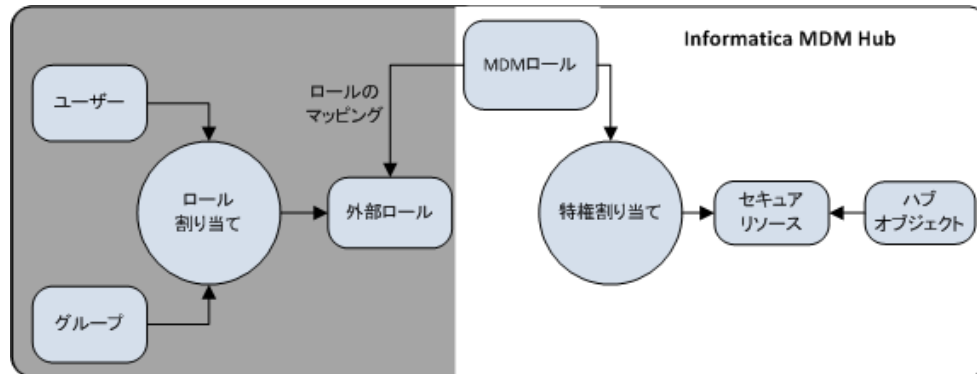 Informatica MDM Hub
MDMロール
ロールの
マッピング
ユーザー
ロール
割り当て
外部ロール
特権割り当て
セキュア
リソース
ハブ
オブジェクト
グループ